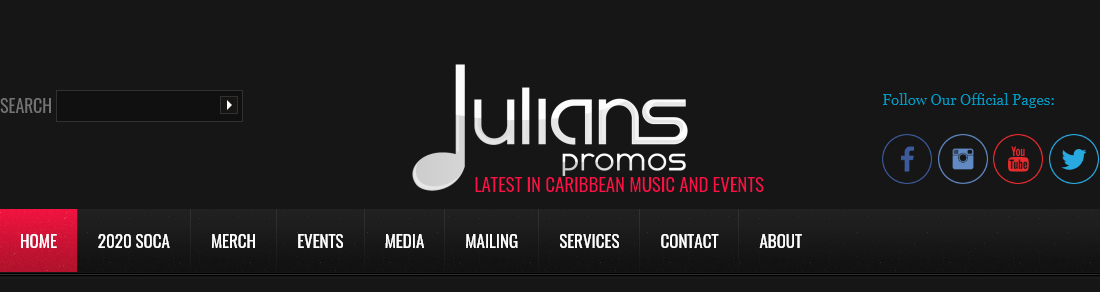 SEARCH
Julians
promos
LATEST IN CARIBBEAN MUSIC AND EVENTS
Follow Our Official Pages:
You
Tube
HOME 2020 SOCA MERCH EVENTS MEDIA MAILING SERVICES CONTACT ABOUT